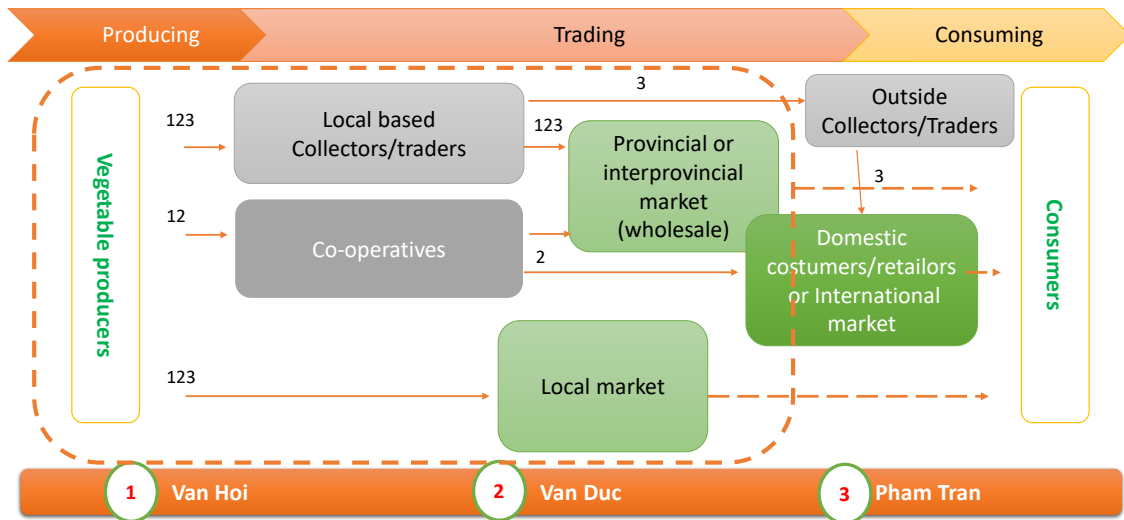 Producing
Trading
Consuming
123
Local based
Collectors/traders
3
Outside
Collectors/Traders
123
Provincial or
interprovincial
market
(wholesale)
3
Vegetable producers
12
Co-operatives
2
Domestic
costumers/retailors
or International
market
Consumers
123
Local market
1 Van Hoi
2 Van Duc
3 Pham Tran